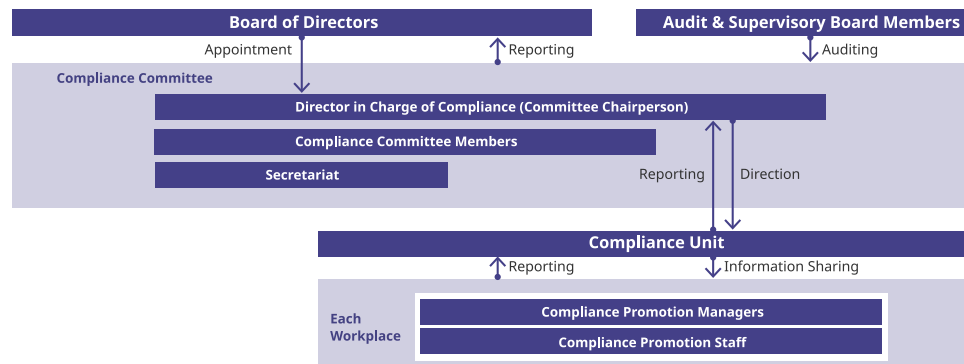 Board of Directors
Audit & Supervisory Board Members
Appointment
Reporting
Auditing
Compliance Committee
Director in Charge of Compliance (Committee Chairperson)
Compliance Committee Members
Secretariat
Reporting
Direction
Compliance Unit
Reporting
Information Sharing
Each
Workplace
Compliance Promotion Managers
Compliance Promotion Staff